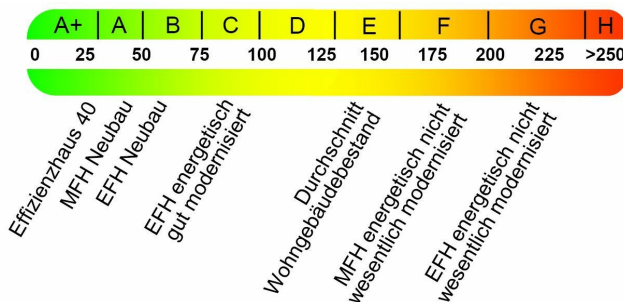 A+ A B C D E F G H
0 25 50 75 100 125 150 175 200 225 >250
Effizienzhaus 40
MFH Neubau
EFH Neubau
EFH energetisch
gut modernisiert
Durchschnitt
Wohngebäudebestand
MFH energetisch nicht
wesentlich modernisiert
EFH energetisch nicht
wesentlich modernisiert